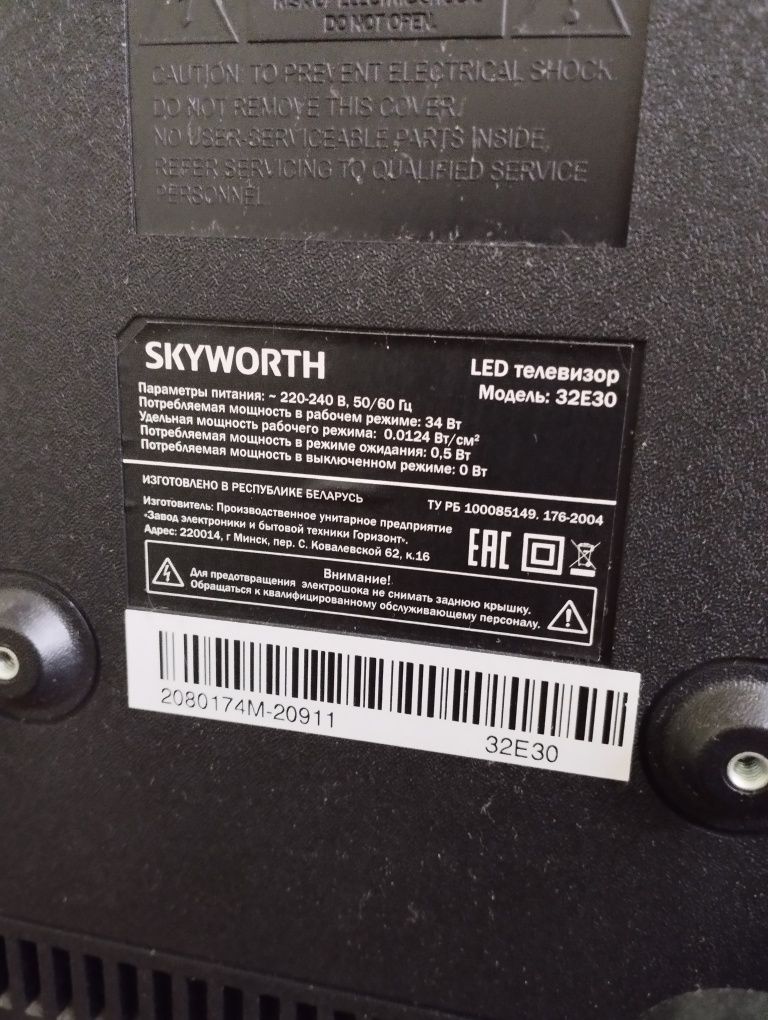 DO NOT OPEN.
CAUTION: TO PREVENT ELECTRICAL SHOCK
DO NOT REMOVE THIS COVER.
NO USER-SERVICEABLE PARTS INSIDE,
REFER SERVICING TO QUALIFIED SERVICE
PERSONNEL.
SKYWORTH
LED телевизор
Модель: 32E30
Параметры питания: ~ 220-240 В, 50/60 Гц
Потребляемая мощность в рабочем режиме: 34 Вт
Удельная мощность рабочего режима: 0.0124 Вт/см²
Потребляемая мощность в режиме ожидания: 0,5 Вт
Потребляемая мощность в выключенном режиме: 0 Вт
ИЗГОТОВЛЕНО В РЕСПУБЛИКЕ БЕЛАРУСЬ
ТУ РБ 100085149. 176-2004
Изготовитель: Производственное унитарное предприятие
«Завод электроники и бытовой техники Горизонт».
Адрес: 220014, г Минск, пер. С. Ковалевской 62, к.16
EAC
Внимание!
Для предотвращения электрошока не снимать заднюю крышку.
Обращаться к квалифицированному обслуживающему персоналу.
2080174M-20911
32E30